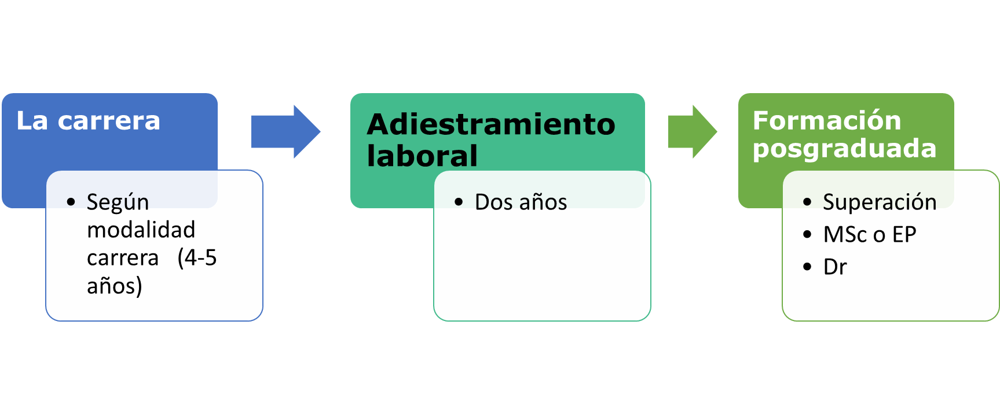 La carrera
• Según
modalidad
carrera (4-5
años)
Adiestramiento
laboral
• Dos años
Formación
posgraduada
• Superación
• MSc o EP
• Dr